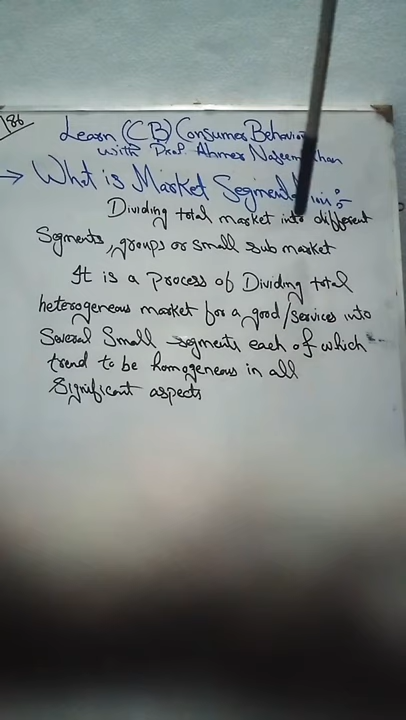 186
Learn (CB) Consumer Behavior
with Prof Ahmer Naseem Khan
→ What is Market Segmentation :-
Dividing total market into different
Segments, groups or small sub market
It is a process of Dividing total
heterogeneous market for a good/services into
Several Small segments each of which
trend to be homogeneous in all
Significant aspects